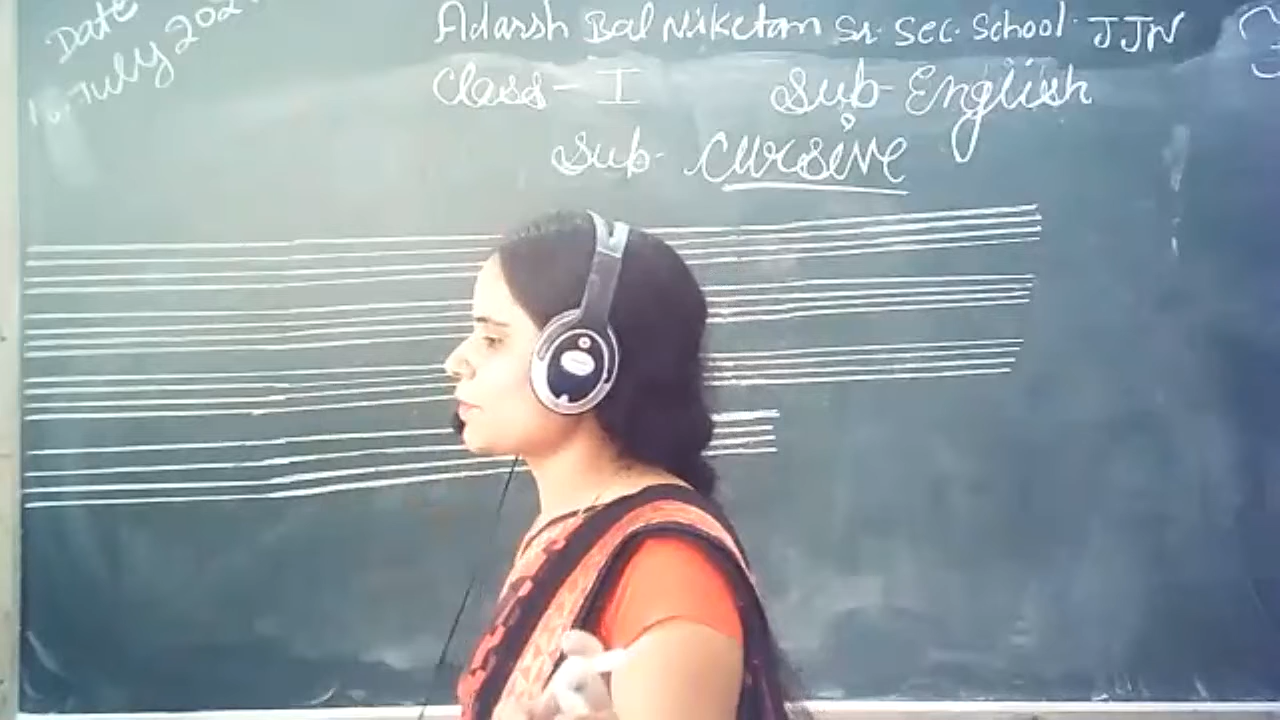 Date
July 202
Adarsh Bal Niketan Sr. Sec. School. JJN
Class - I Sub- English
Sub- Cursive